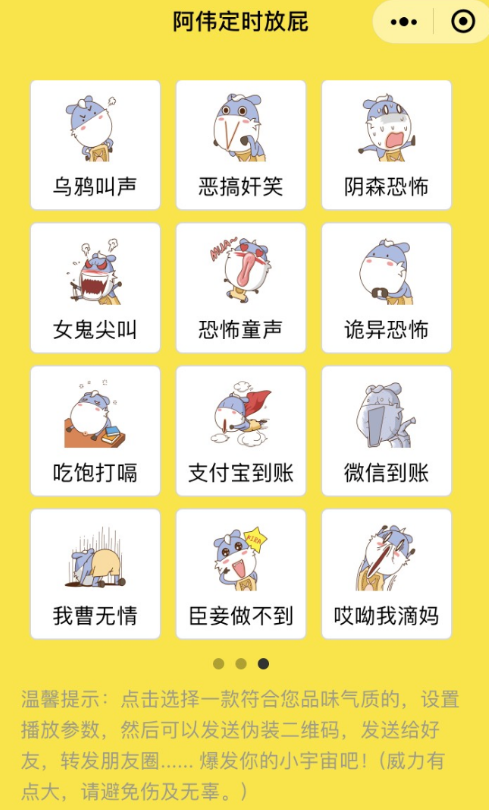 阿伟定时放屁
乌鸦叫声
恶搞奸笑
阴森恐怖
女鬼尖叫
MUA~
恐怖童声
诡异恐怖
吃饱打嗝
支付宝到账
微信到账
我曹无情
臣妾做不到
哎呦我滴妈
温馨提示：点击选择一款符合您品味气质的，设置
播放参数，然后可以发送伪装二维码，发送给好
友，转发朋友圈...... 爆发你的小宇宙吧！（威力有
点大，请避免伤及无辜。）